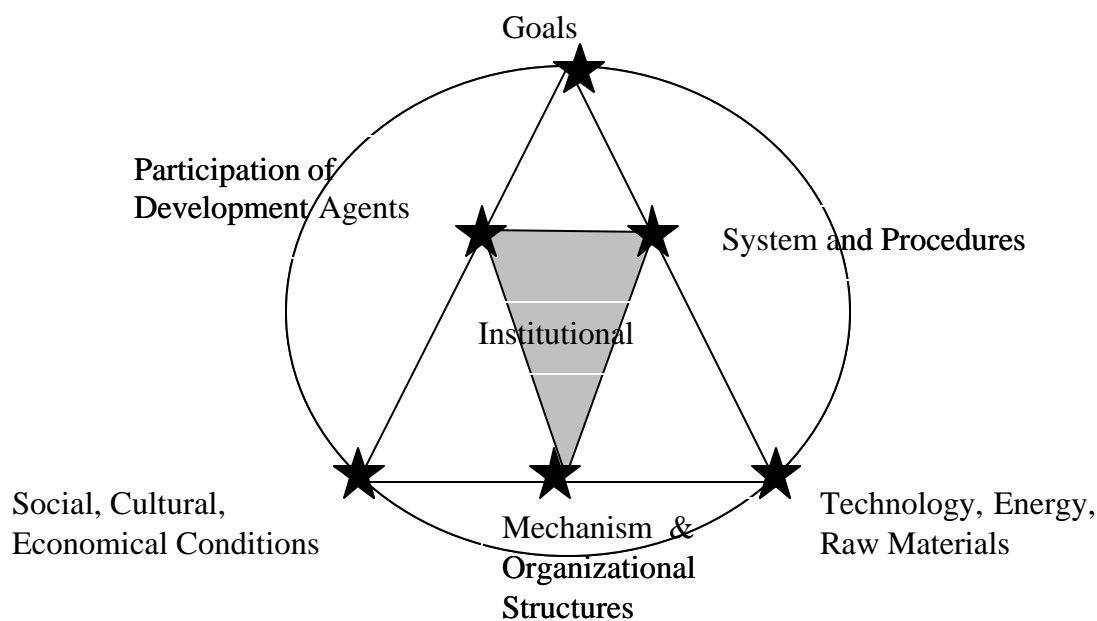 Goals
Participation of
Development Agents
System and Procedures
Institutional
Social, Cultural,
Economical Conditions
Mechanism &
Organizational
Structures
Technology, Energy,
Raw Materials